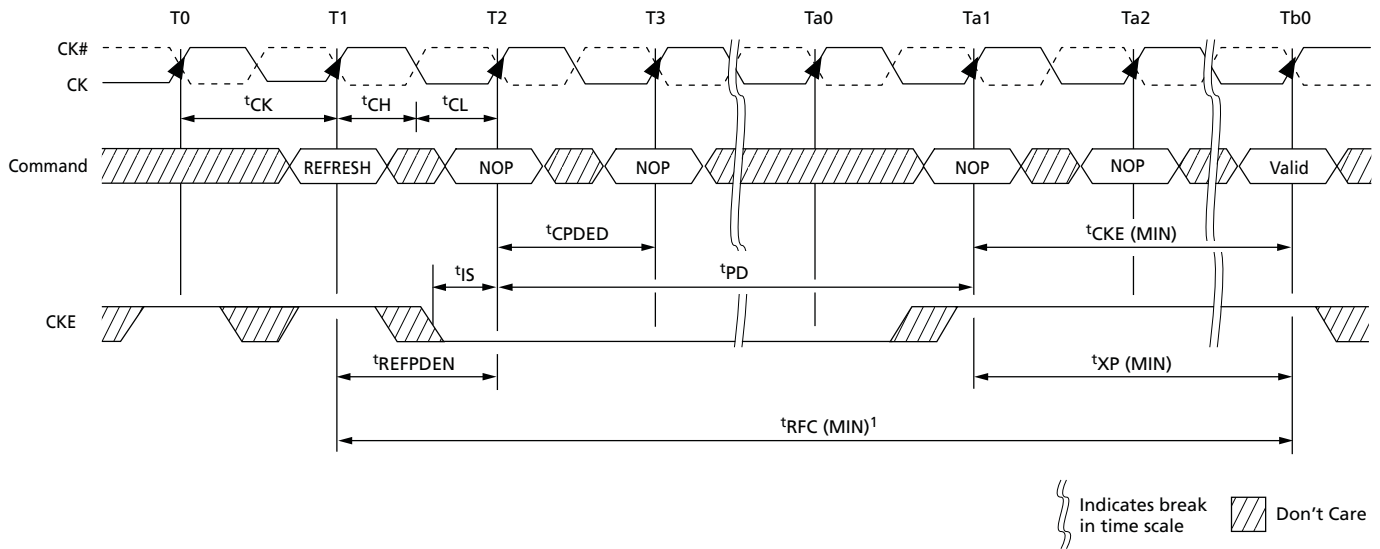 T0 T1 T2 T3 Ta0 Ta1 Ta2 Tb0
CK#
CK
tCK tCH tCL
Command REFRESH NOP NOP NOP NOP Valid
tCPDED tCKE (MIN)
tIS tPD
CKE
tREFPDEN tXP (MIN)
tRFC (MIN)1
Indicates break
in time scale
Don't Care